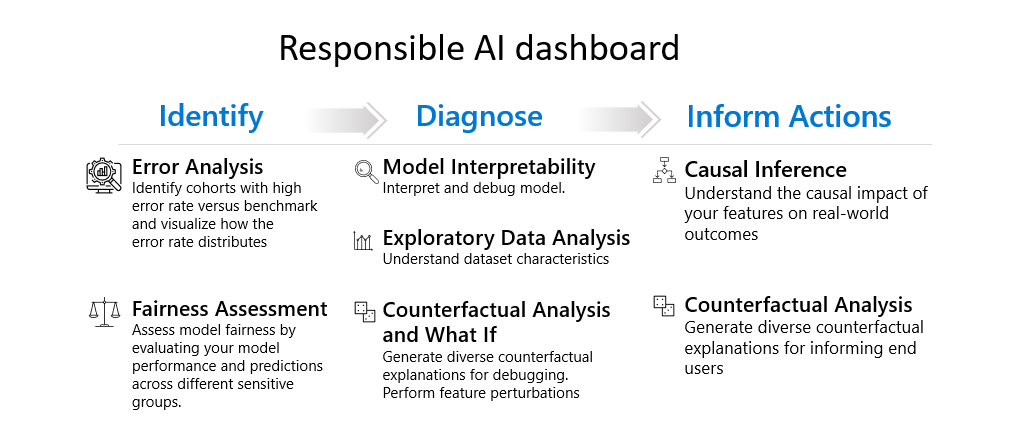 Responsible AI dashboard
Identify
Diagnose
Inform Actions
Error Analysis
Identify cohorts with high
error rate versus benchmark
and visualize how the
error rate distributes
Fairness Assessment
Assess model fairness by
evaluating your model
performance and predictions
across different sensitive
groups.
Model Interpretability
Interpret and debug model.
Exploratory Data Analysis
Understand dataset characteristics
Counterfactual Analysis
and What If
Generate diverse counterfactual
explanations for debugging.
Perform feature perturbations
Causal Inference
Understand the causal impact of
your features on real-world
outcomes
Counterfactual Analysis
Generate diverse counterfactual
explanations for informing end
users